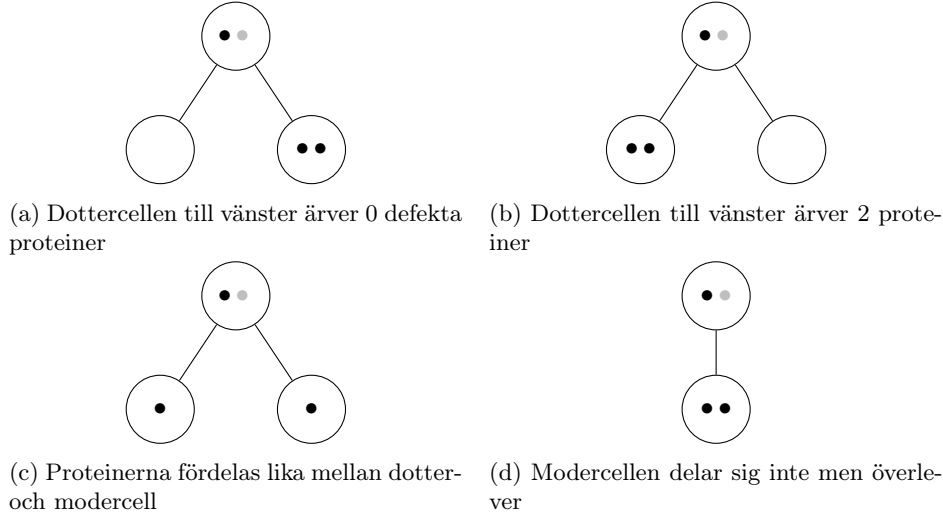 (a) Dottercellen till vänster ärver 0 defekta
proteiner
(b) Dottercellen till vänster ärver 2 prote-
iner
(c) Proteinerna fördelas lika mellan dotter-
och modercell
(d) Modercellen delar sig inte men överle-
ver